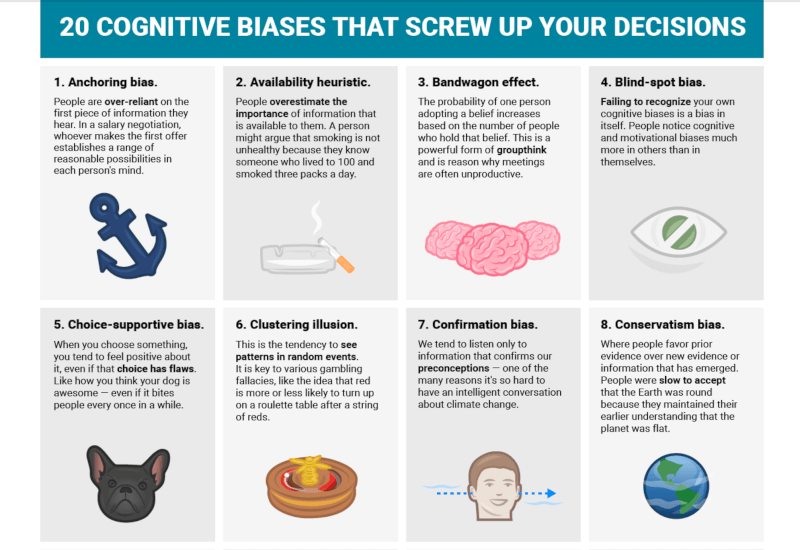 20 COGNITIVE BIASES THAT SCREW UP YOUR DECISIONS
1. Anchoring bias.
People are over-reliant on the
first piece of information they
hear. In a salary negotiation,
whoever makes the first offer
establishes a range of
reasonable possibilities in
each person's mind.
2. Availability heuristic.
People overestimate the
importance of information that
is available to them. A person
might argue that smoking is not
unhealthy because they know
someone who lived to 100 and
smoked three packs a day.
3. Bandwagon effect.
The probability of one person
adopting a belief increases
based on the number of people
who hold that belief. This is a
powerful form of groupthink
and is reason why meetings
are often unproductive.
4. Blind-spot bias.
Failing to recognize your own
cognitive biases is a bias in
itself. People notice cognitive
and motivational biases much
more in others than in
themselves.
5. Choice-supportive bias.
When you choose something,
you tend to feel positive about
it, even if that choice has flaws.
Like how you think your dog is
awesome — even if it bites
people every once in a while.
6. Clustering illusion.
This is the tendency to see
patterns in random events.
It is key to various gambling
fallacies, like the idea that red
is more or less likely to turn up
on a roulette table after a string
of reds.
7. Confirmation bias.
We tend to listen only to
information that confirms our
preconceptions — one of the
many reasons it's so hard to
have an intelligent conversation
about climate change.
8. Conservatism bias.
Where people favor prior
evidence over new evidence or
information that has emerged.
People were slow to accept
that the Earth was round
because they maintained their
earlier understanding that the
planet was flat.